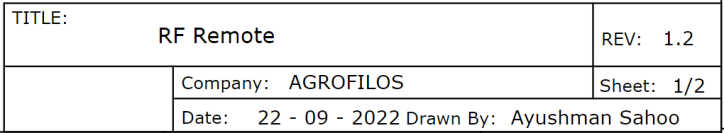 TITLE:
RF Remote
REV: 1.2
Company: AGROFILOS
Sheet: 1/2
Date: 22 - 09 - 2022 Drawn By: Ayushman Sahoo